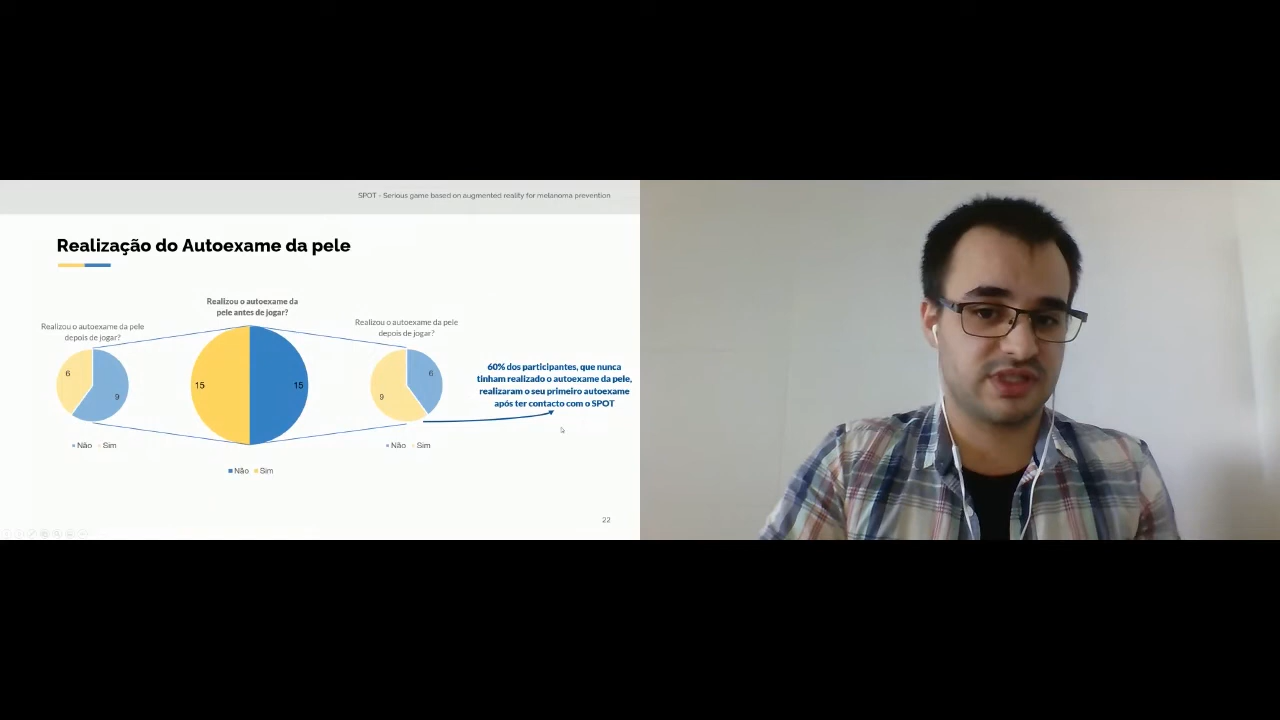 SPOT - Serious game based on augmented reality for melanoma prevention
Realização do Autoexame da pele
Realizou o autoexame da pele
depois de jogar?
6
9
Não Sim
Realizou o autoexame da
pele antes de jogar?
15
15
Não Sim
Realizou o autoexame da pele
depois de jogar?
6
9
Não Sim
60% dos participantes, que nunca
tinham realizado o autoexame da pele,
realizaram o seu primeiro autoexame
após ter contacto com o SPOT
22